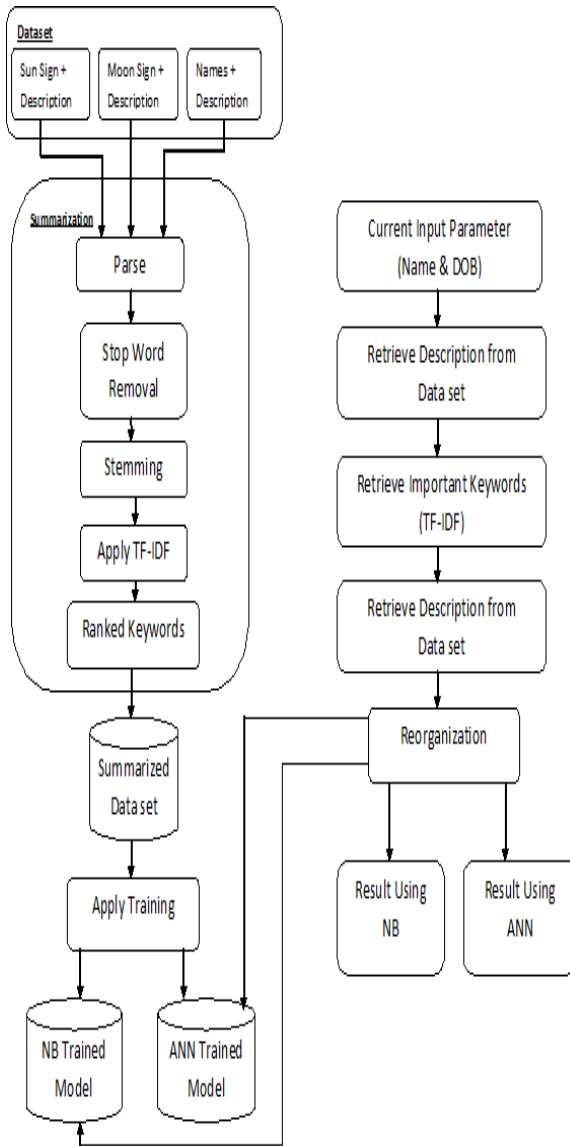 Dataset
Sun Sign +
Description
Moon Sign +
Description
Names +
Description
Summarization
Parse
Stop Word
Removal
Stemming
Apply TF-IDF
Ranked Keywords
Summarized
Data set
Apply Training
NB Trained
Model
ANN Trained
Model
Current Input Parameter
(Name & DOB)
Retrieve Description from
Data set
Retrieve Important Keywords
(TF-IDF)
Retrieve Description from
Data set
Reorganization
Result Using
NB
Result Using
ANN